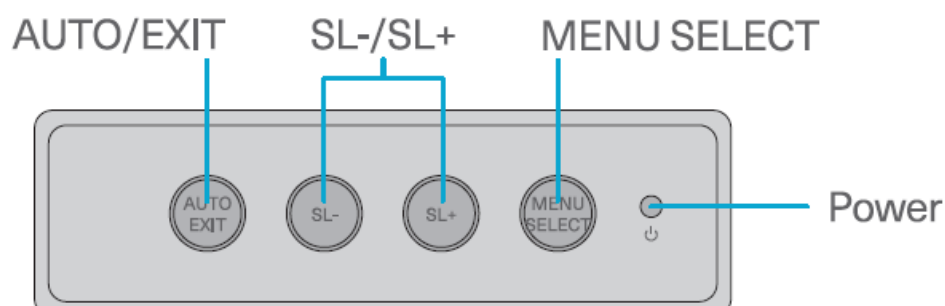 AUTO/EXIT SL-/SL+ MENU SELECT
AUTO
EXIT
SL-
SL+
MENU
SELECT
Power